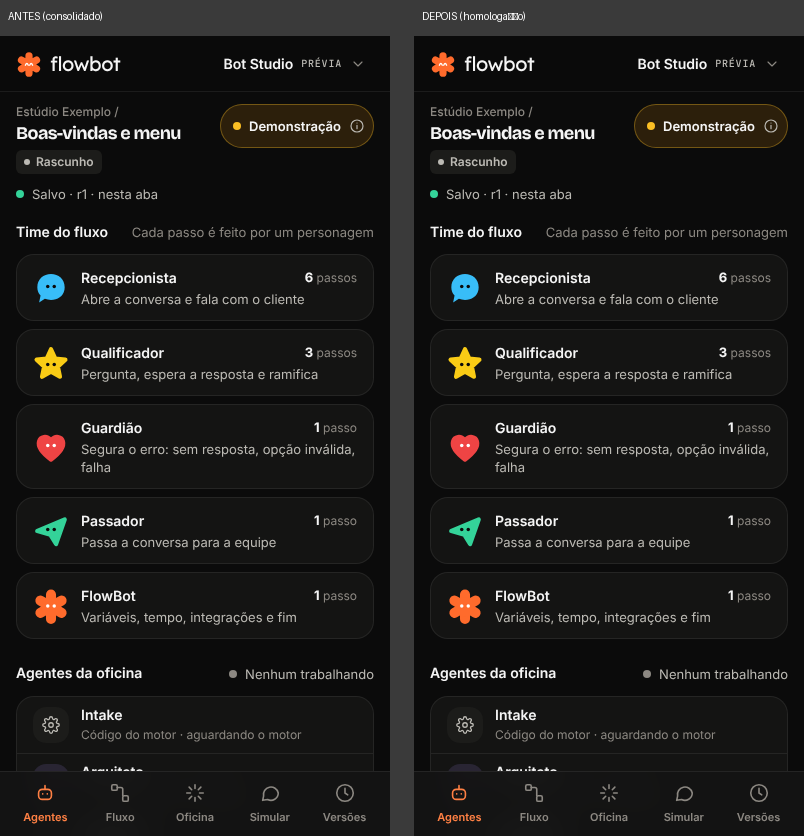 ANTES (consolidado)
flowbot
Bot Studio PRÉVIA
Estúdio Exemplo /
Boas-vindas e menu
Demonstração
Rascunho
Salvo · r1 · nesta aba
Time do fluxo
Cada passo é feito por um personagem
Recepcionista
6 passos
Abre a conversa e fala com o cliente
Qualificador
3 passos
Pergunta, espera a resposta e ramifica
Guardião
1 passo
Segura o erro: sem resposta, opção inválida,
falha
Passador
1 passo
Passa a conversa para a equipe
FlowBot
1 passo
Variáveis, tempo, integrações e fim
Agentes da oficina
Nenhum trabalhando
Intake
Código do motor · aguardando o motor
Arquiteto
Agentes
Fluxo
Oficina
Simular
Versões
DEPOIS
flowbot
Bot Studio PRÉVIA
Estúdio Exemplo /
Boas-vindas e menu
Demonstração
Rascunho
Salvo · r1 · nesta aba
Time do fluxo
Cada passo é feito por um personagem
Recepcionista
6 passos
Abre a conversa e fala com o cliente
Qualificador
3 passos
Pergunta, espera a resposta e ramifica
Guardião
1 passo
Segura o erro: sem resposta, opção inválida,
falha
Passador
1 passo
Passa a conversa para a equipe
FlowBot
1 passo
Variáveis, tempo, integrações e fim
Agentes da oficina
Nenhum trabalhando
Intake
Código do motor · aguardando o motor
Arquiteto
Agentes
Fluxo
Oficina
Simular
Versões